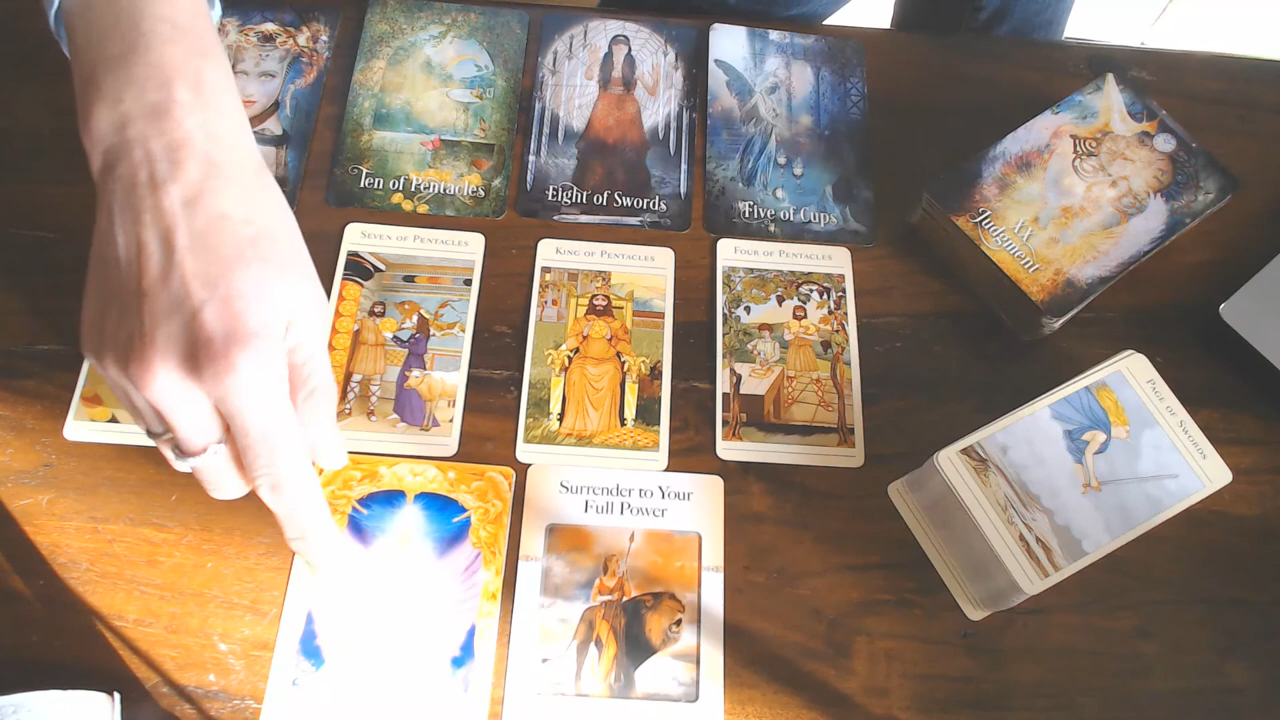 Ten of Pentacles
Eight of Swords
Five of Cups
XX
Judgment
SEVEN OF PENTACLES
KING OF PENTACLES
FOUR OF PENTACLES
PAGE OF SWORDS
Surrender to Your
Full Power